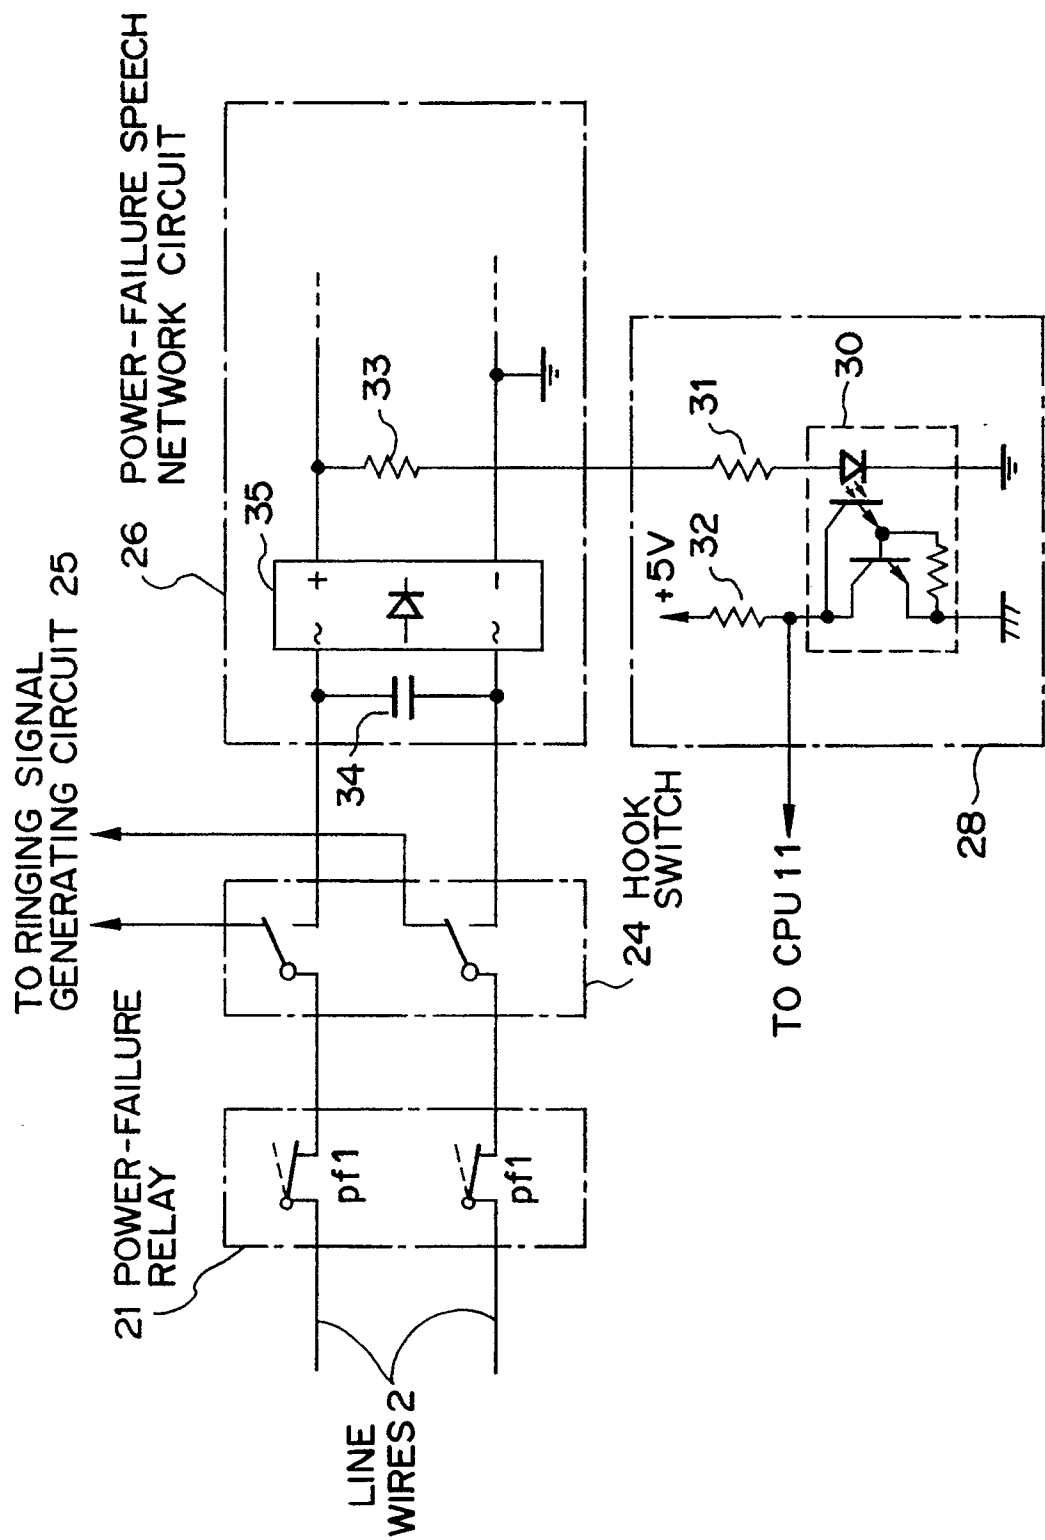 TO RINGING SIGNAL
GENERATING CIRCUIT 25
21 POWER-FAILURE
RELAY
26 POWER-FAILURE SPEECH
NETWORK CIRCUIT
35
+
~
~
-
33
34
pf1
pf1
LINE
WIRES 2
24 HOOK
SWITCH
+5V
32
31
30
TO CPU 11
28